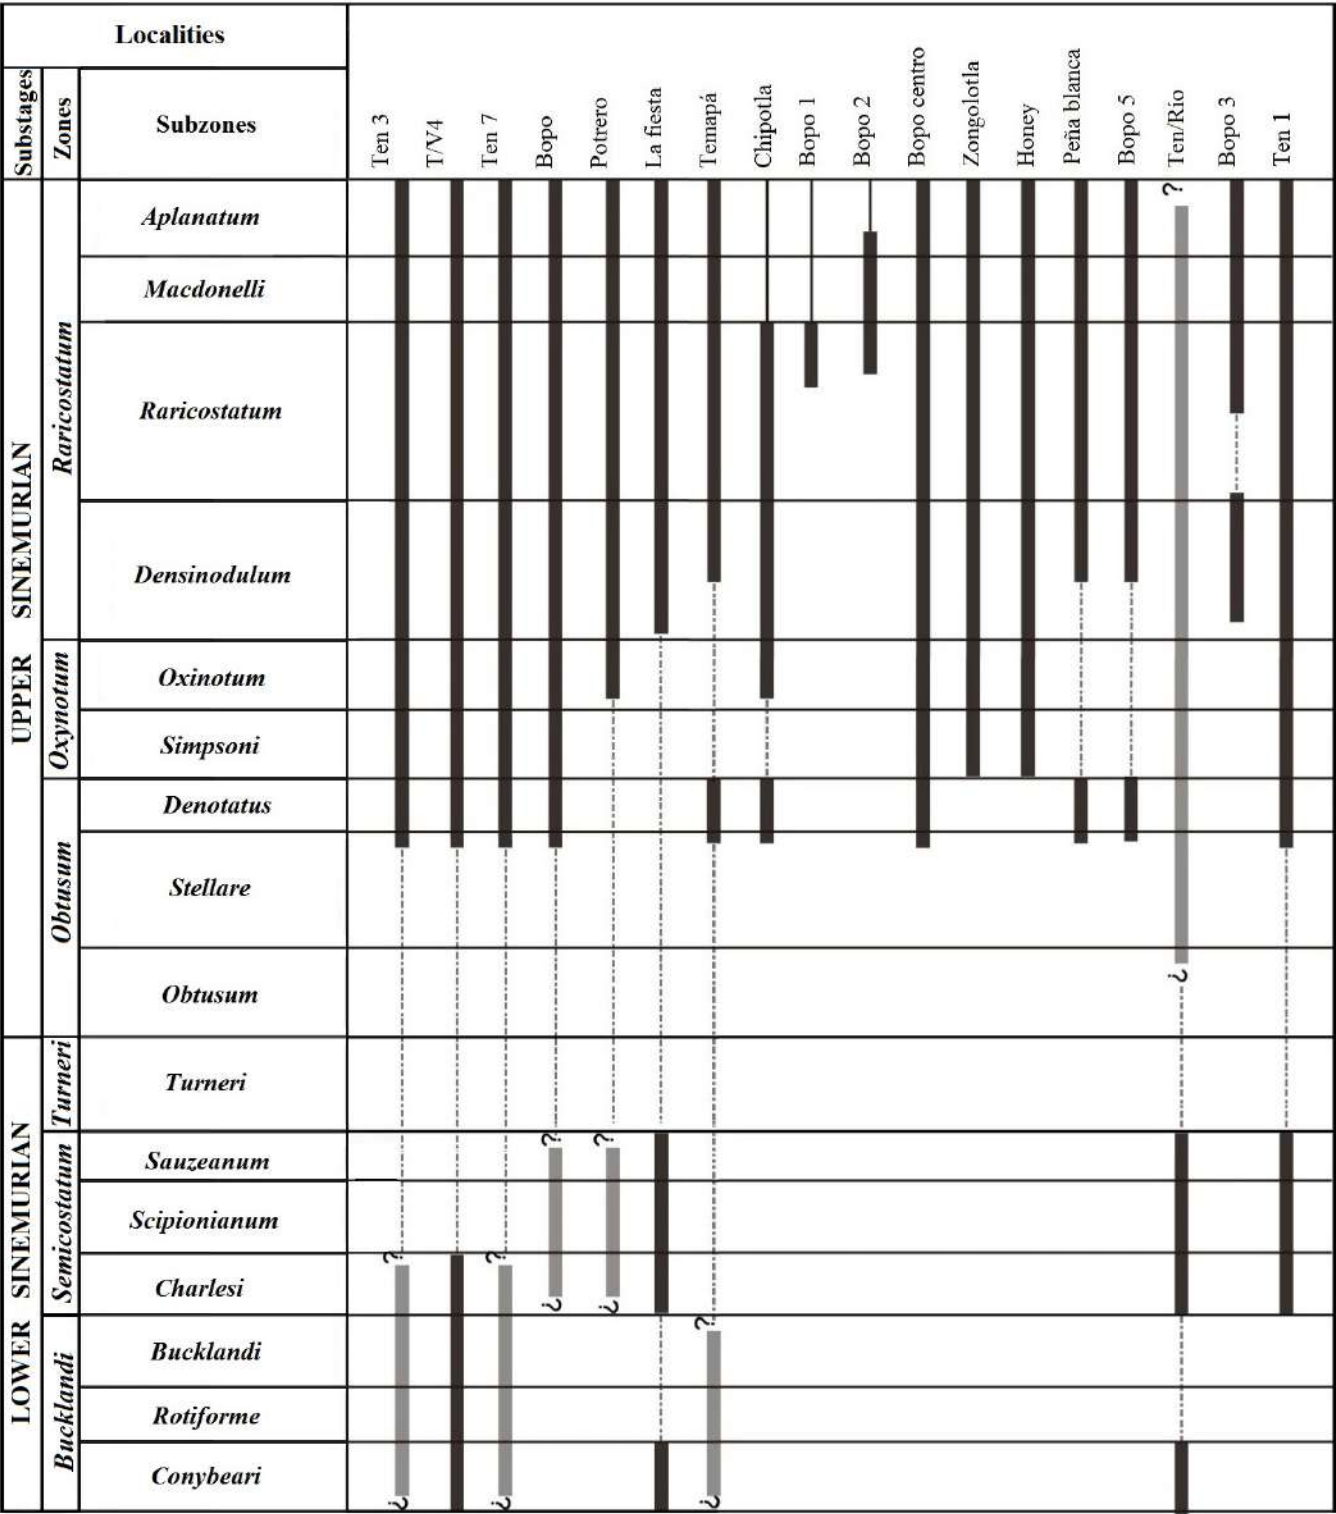 Localities
Substages
Zones
Subzones
Ten 3
T/V4
Ten 7
Bopo
Potrero
La fiesta
Temapá
Chipotla
Bopo 1
Bopo 2
Bopo centro
Zongolotla
Honey
Peña blanca
Bopo 5
Ten/Río
Bopo 3
Ten 1
UPPER SINEMURIAN
Raricostatum
Aplanatum
?
Macdonelli
Raricostatum
Densinodulum
Oxynotum
Oxinotum
Simpsoni
Obtusum
Denotatus
Stellare
Obtusum
?
LOWER SINEMURIAN
Turneri
Turneri
Semicostatum
Sauzeanum
? ?
Scipionianum
Charlesi
? ?
? ?
Bucklandi
Bucklandi
?
Rotiforme
Conybeari
? ? ?